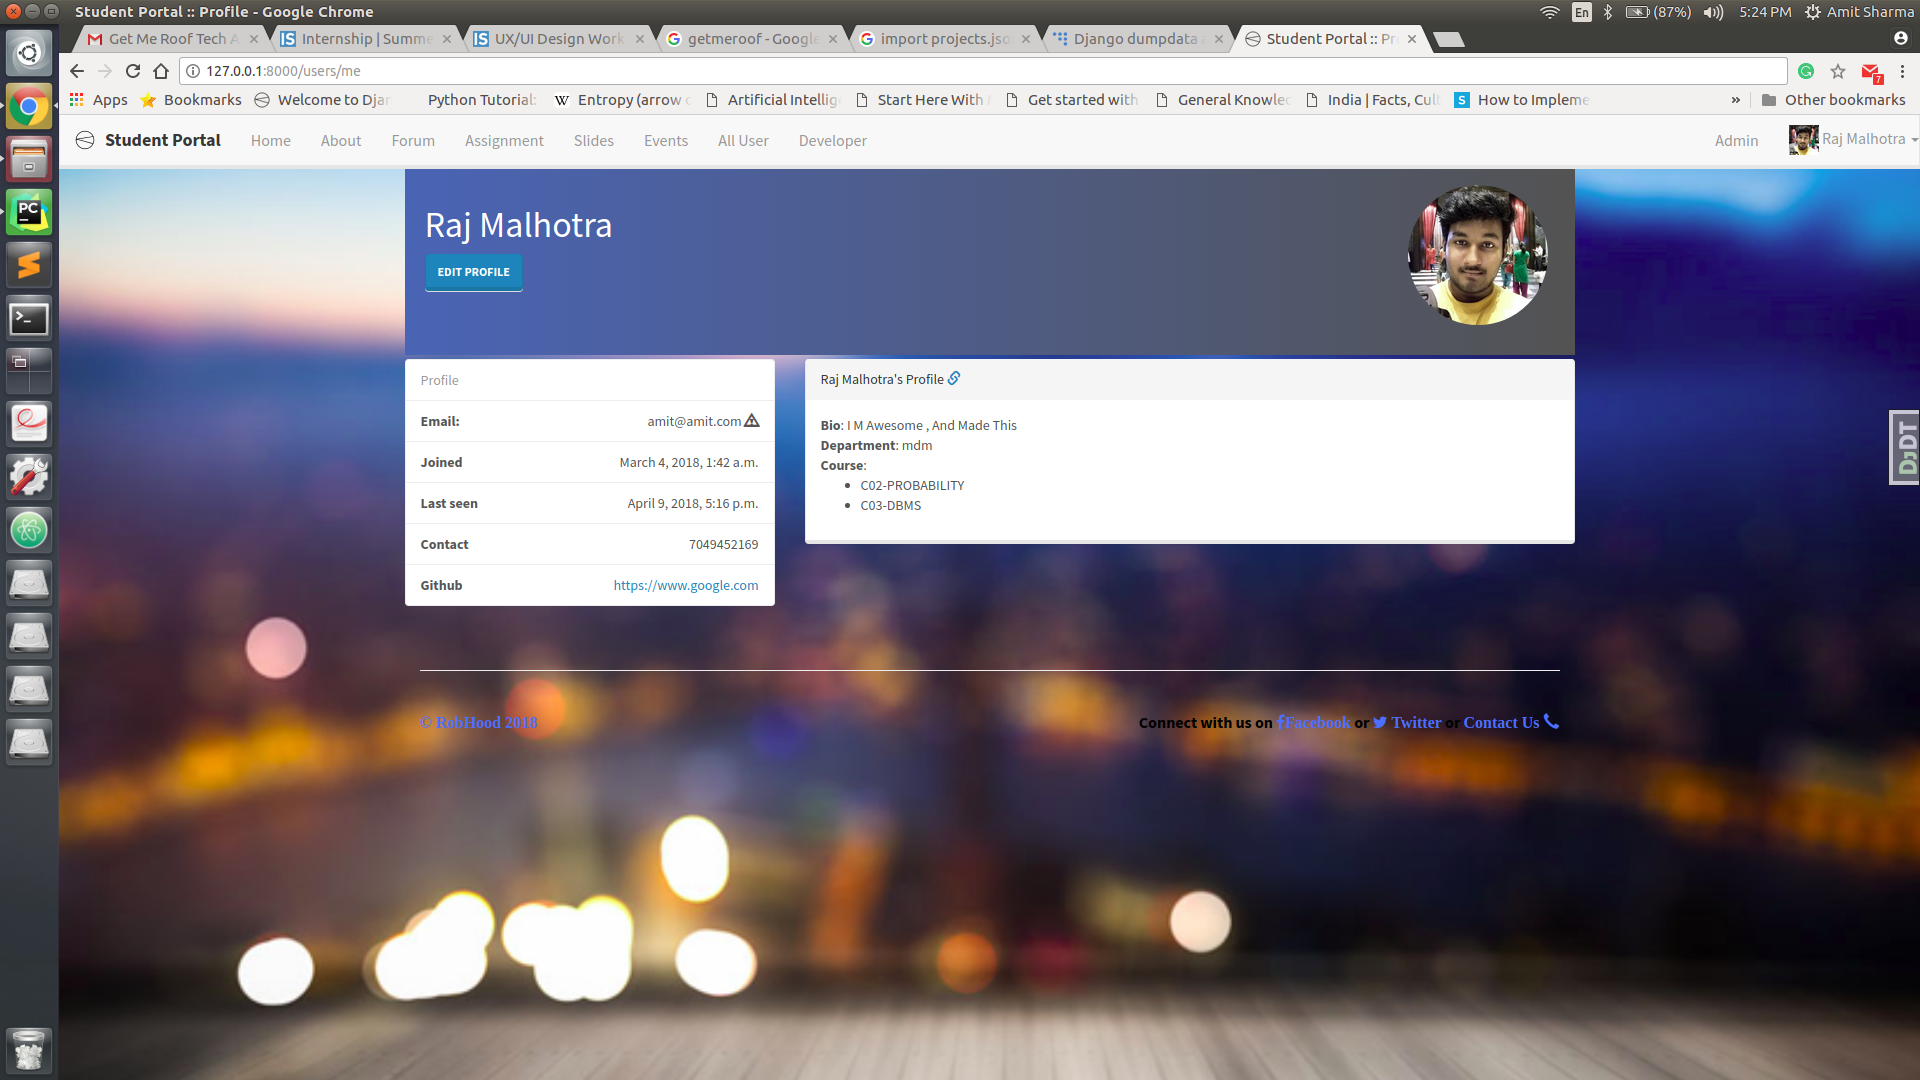 Student Portal :: Profile - Google Chrome
En (87%) 5:24 PM Amit Sharma
Get Me Roof Tech A Internship | Summe UX/UI Design Work getmeroof - Google import projects.jso Django dumpdata Student Portal :: Pr
127.0.0.1:8000/users/me 7
Apps Bookmarks Welcome to Djan Python Tutorial: W Entropy (arrow o Artificial Intellig Start Here With Get started with General Knowled India | Facts, Cult S How to Impleme » Other bookmarks
Student Portal Home About Forum Assignment Slides Events All User Developer Admin Raj Malhotra
Raj Malhotra
EDIT PROFILE
Profile
Email: amit@amit.com
Joined March 4, 2018, 1:42 a.m.
Last seen April 9, 2018, 5:16 p.m.
Contact 7049452169
Github https://www.google.com
Raj Malhotra's Profile
Bio: I M Awesome , And Made This
Department: mdm
Course:
C02-PROBABILITY
C03-DBMS
DJDT
PC
© RobHood 2018
Connect with us on Facebook or Twitter or Contact Us